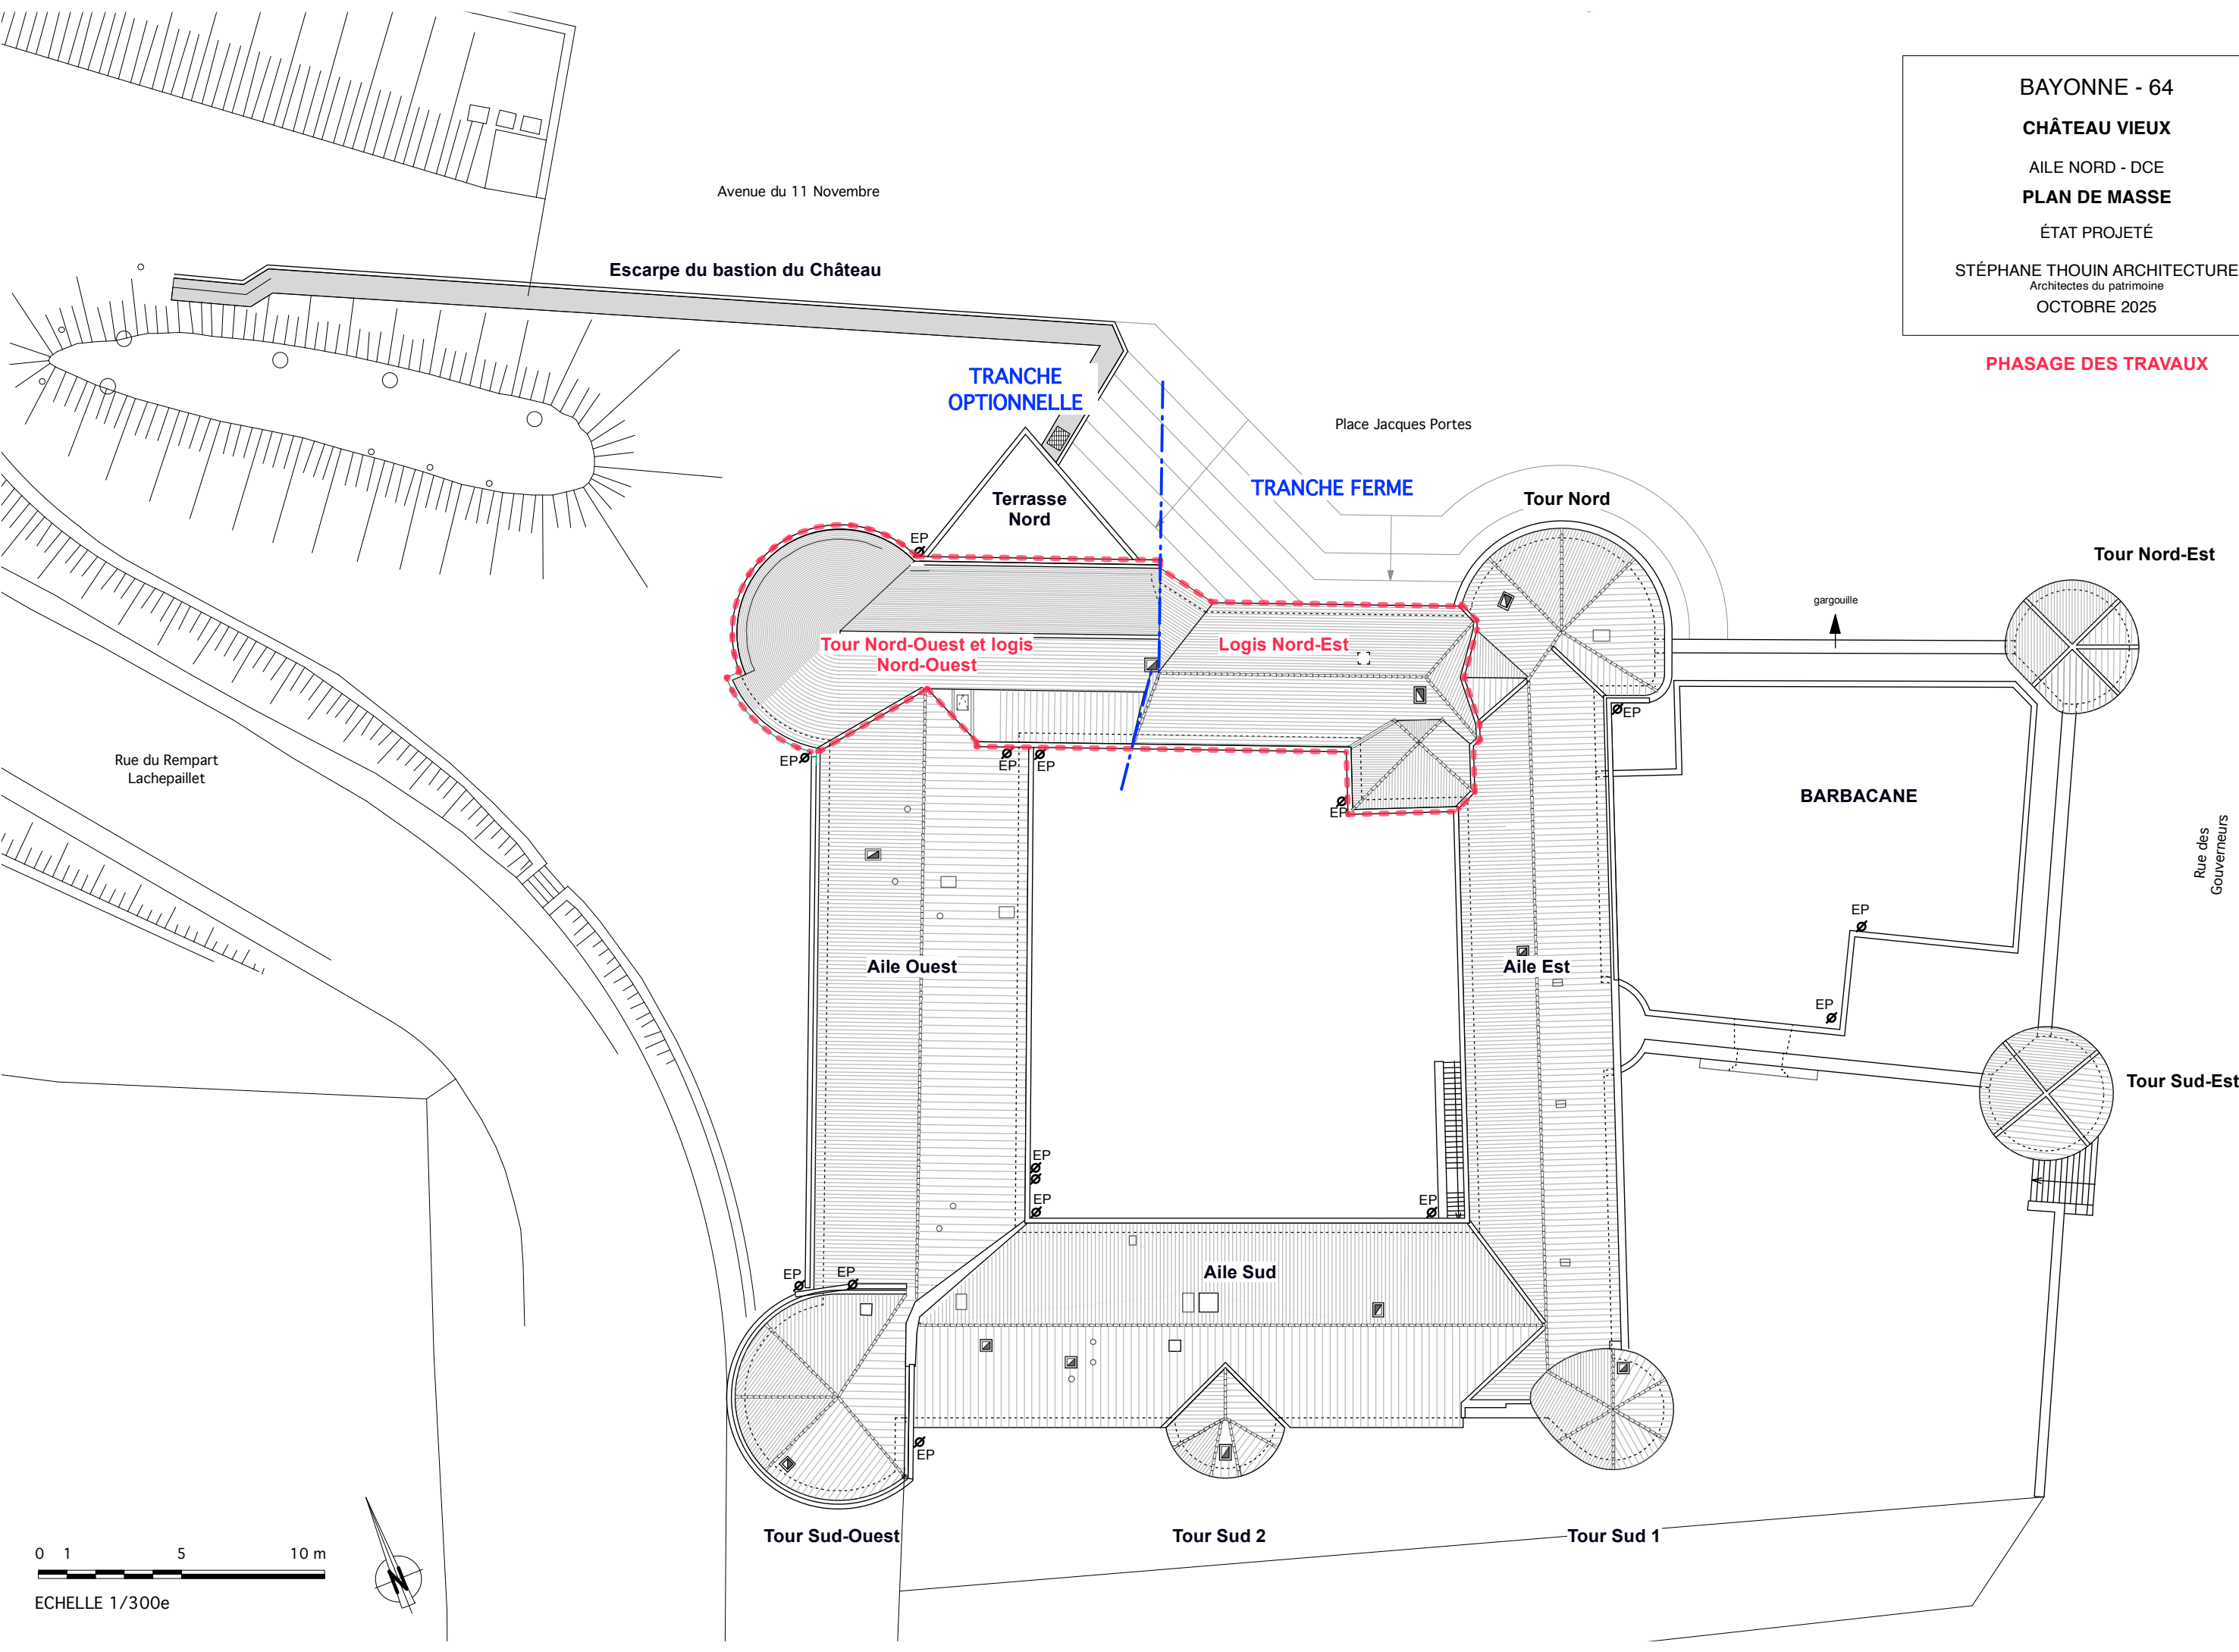 BAYONNE - 64
CHÂTEAU VIEUX
AILE NORD - DCE
PLAN DE MASSE
ÉTAT PROJETÉ
STÉPHANE THOUIN ARCHITECTURE
Architectes du patrimoine
OCTOBRE 2025
PHASAGE DES TRAVAUX
Avenue du 11 Novembre
Escarpe du bastion du Château
TRANCHE
OPTIONNELLE
Place Jacques Portes
TRANCHE FERME
Terrasse
Nord
Tour Nord
Tour Nord-Est
EP
gargouille
Tour Nord-Ouest et logis
Nord-Ouest
Logis Nord-Est
EP
Rue du Rempart
Lachepaillet
EP
EP
EP
EP
BARBACANE
Rue des
Gouverneurs
EP
Aile Ouest
Aile Est
EP
Tour Sud-Est
EP
EP
EP
EP
EP
Aile Sud
EP
Tour Sud-Ouest
Tour Sud 2
Tour Sud 1
0 1 5 10 m
N
ECHELLE 1/300e